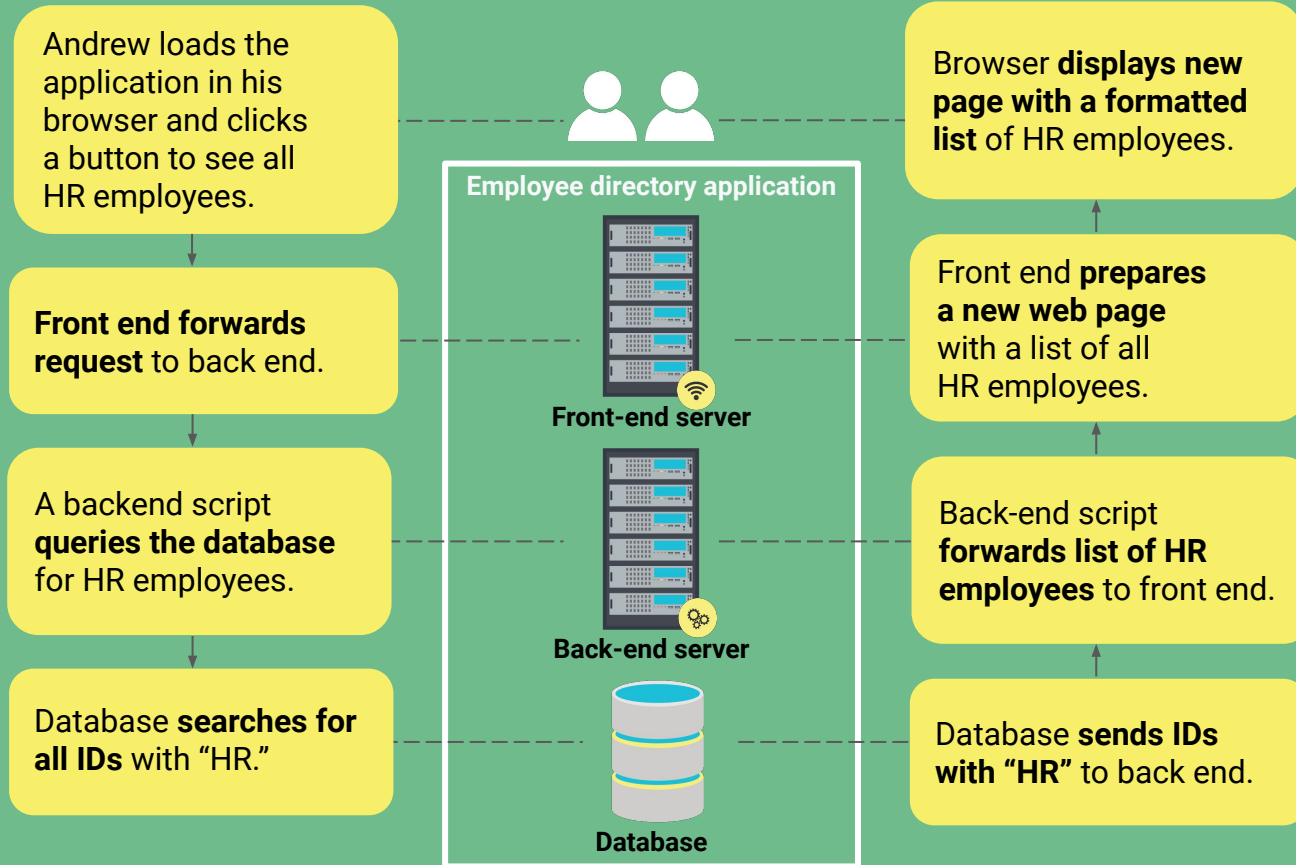 Andrew loads the
application in his
browser and clicks
a button to see all
HR employees.
Front end forwards
request to back end.
A backend script
queries the database
for HR employees.
Database searches for
all IDs with “HR.”
Employee directory application
Front-end server
Back-end server
Database
Browser displays new
page with a formatted
list of HR employees.
Front end prepares
a new web page
with a list of all
HR employees.
Back-end script
forwards list of HR
employees to front end.
Database sends IDs
with “HR” to back end.